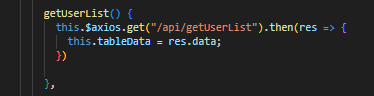 getUserList() {
this.$axios.get("/api/getUserList").then(res => {
this.tableData = res.data;
})
},